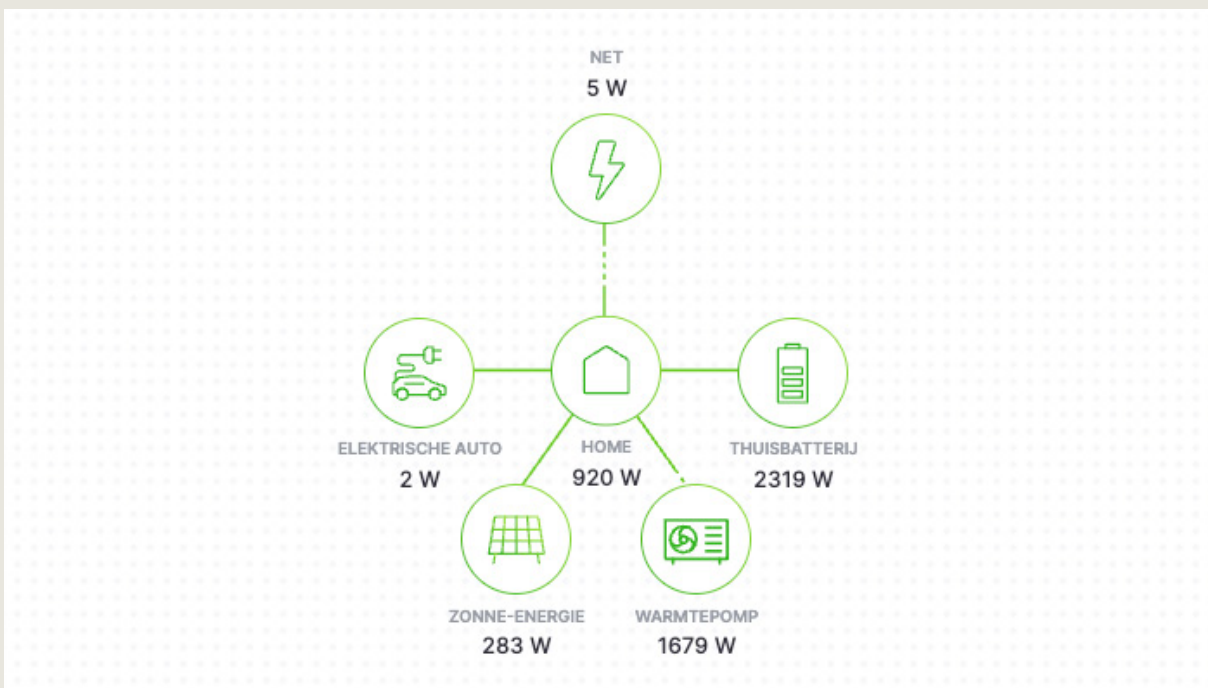 NET
5 W
ELEKTRISCHE AUTO
2 W
HOME
920 W
THUISBATTERIJ
2319 W
ZONNE-ENERGIE
283 W
WARMTEPOMP
1679 W